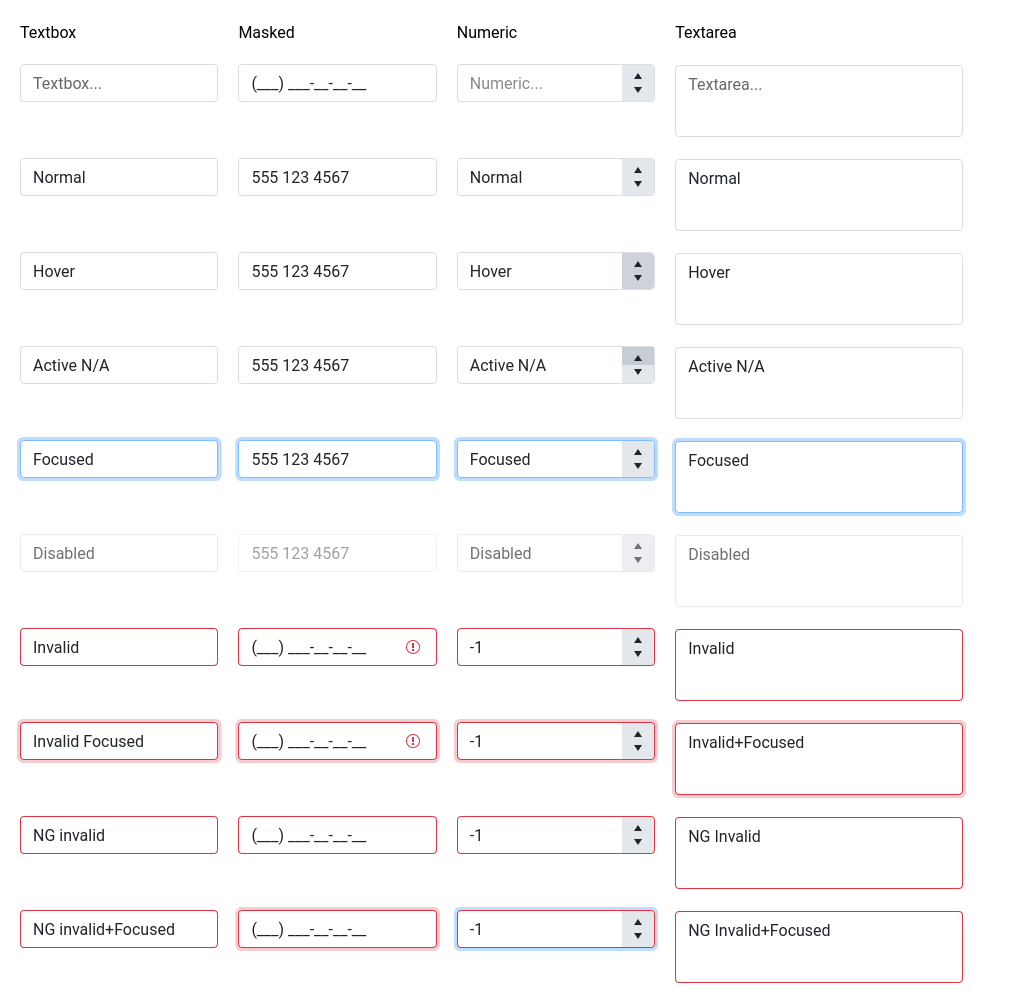 Textbox Masked Numeric Textarea
Textbox... (___) ___-__-__-__ Numeric... Textarea...
Normal 555 123 4567 Normal Normal
Hover 555 123 4567 Hover Hover
Active N/A 555 123 4567 Active N/A Active N/A
Focused 555 123 4567 Focused Focused
Disabled 555 123 4567 Disabled Disabled
Invalid (___) ___-__-__-__ -1 Invalid
Invalid Focused (___) ___-__-__-__ -1 Invalid+Focused
NG invalid (___) ___-__-__-__ -1 NG Invalid
NG invalid+Focused (___) ___-__-__-__ -1 NG Invalid+Focused